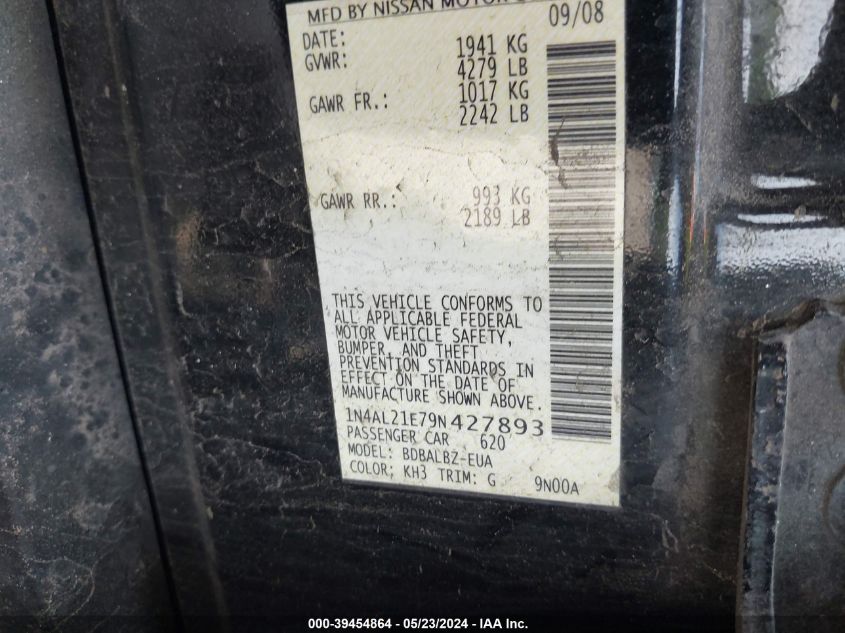 MFD BY NISSAN MOTOR
DATE: 09/08
GVWR: 1941 KG
4279 LB
GAWR FR.: 1017 KG
2242 LB
GAWR RR.: 993 KG
2189 LB
THIS VEHICLE CONFORMS TO
ALL APPLICABLE FEDERAL
MOTOR VEHICLE SAFETY,
BUMPER, AND THEFT
PREVENTION STANDARDS IN
EFFECT ON THE DATE OF
MANUFACTURE SHOWN ABOVE.
1N4AL21E79N427893
PASSENGER CAR 620
MODEL: BDBALBZ-EUA
COLOR; KH3 TRIM: G 9N00A
000-39454864 - 05/23/2024 - IAA Inc.